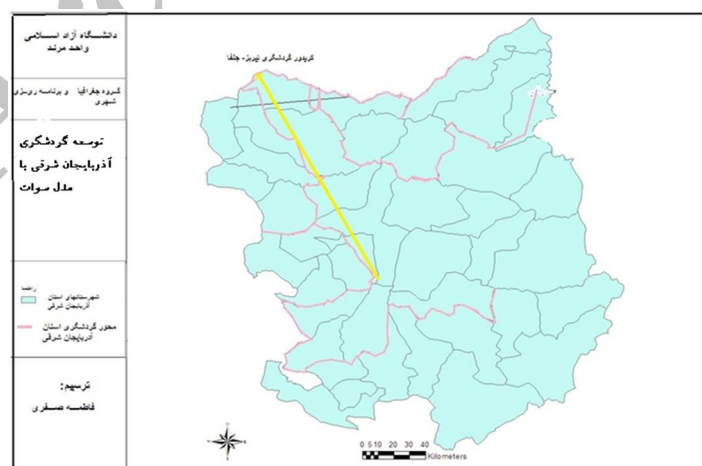 دانشگاه آزاد اسلامی
واحد مرند
گروه جغرافیا و برنامه ریزی
شهری
توسعه گردشگری
آذربایجان شرقی با
مدل سوات
راهنما
شهرستانهای استان
آذربایجان شرقی
محور گردشگری استان
آذربایجان شرقی
ترسیم:
فاطمه صفری
کریدور گردشگری تبریز- جلفا
0 5 10 20 30 40
Kilometers